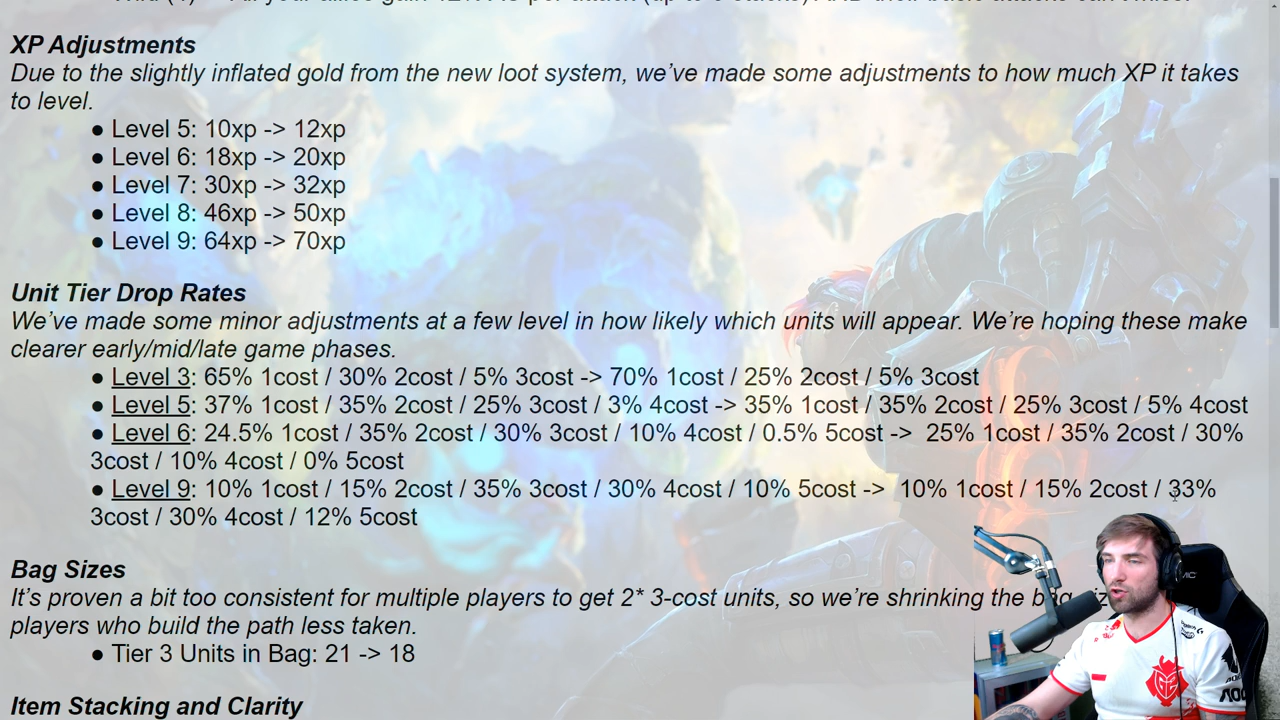 XP Adjustments
Due to the slightly inflated gold from the new loot system, we've made some adjustments to how much XP it takes
to level.
● Level 5: 10xp -> 12xp
● Level 6: 18xp -> 20xp
● Level 7: 30xp -> 32xp
● Level 8: 46xp -> 50xp
● Level 9: 64xp -> 70xp
Unit Tier Drop Rates
We've made some minor adjustments at a few level in how likely which units will appear. We're hoping these make
clearer early/mid/late game phases.
● Level 3: 65% 1cost / 30% 2cost / 5% 3cost -> 70% 1cost / 25% 2cost / 5% 3cost
● Level 5: 37% 1cost / 35% 2cost / 25% 3cost / 3% 4cost -> 35% 1cost / 35% 2cost / 25% 3cost / 5% 4cost
● Level 6: 24.5% 1cost / 35% 2cost / 30% 3cost / 10% 4cost / 0.5% 5cost -> 25% 1cost / 35% 2cost / 30%
3cost / 10% 4cost / 0% 5cost
● Level 9: 10% 1cost / 15% 2cost / 35% 3cost / 30% 4cost / 10% 5cost -> 10% 1cost / 15% 2cost / 33%
3cost / 30% 4cost / 12% 5cost
Bag Sizes
It's proven a bit too consistent for multiple players to get 2* 3-cost units, so we're shrinking the bag
players who build the path less taken.
● Tier 3 Units in Bag: 21 -> 18
Item Stacking and Clarity